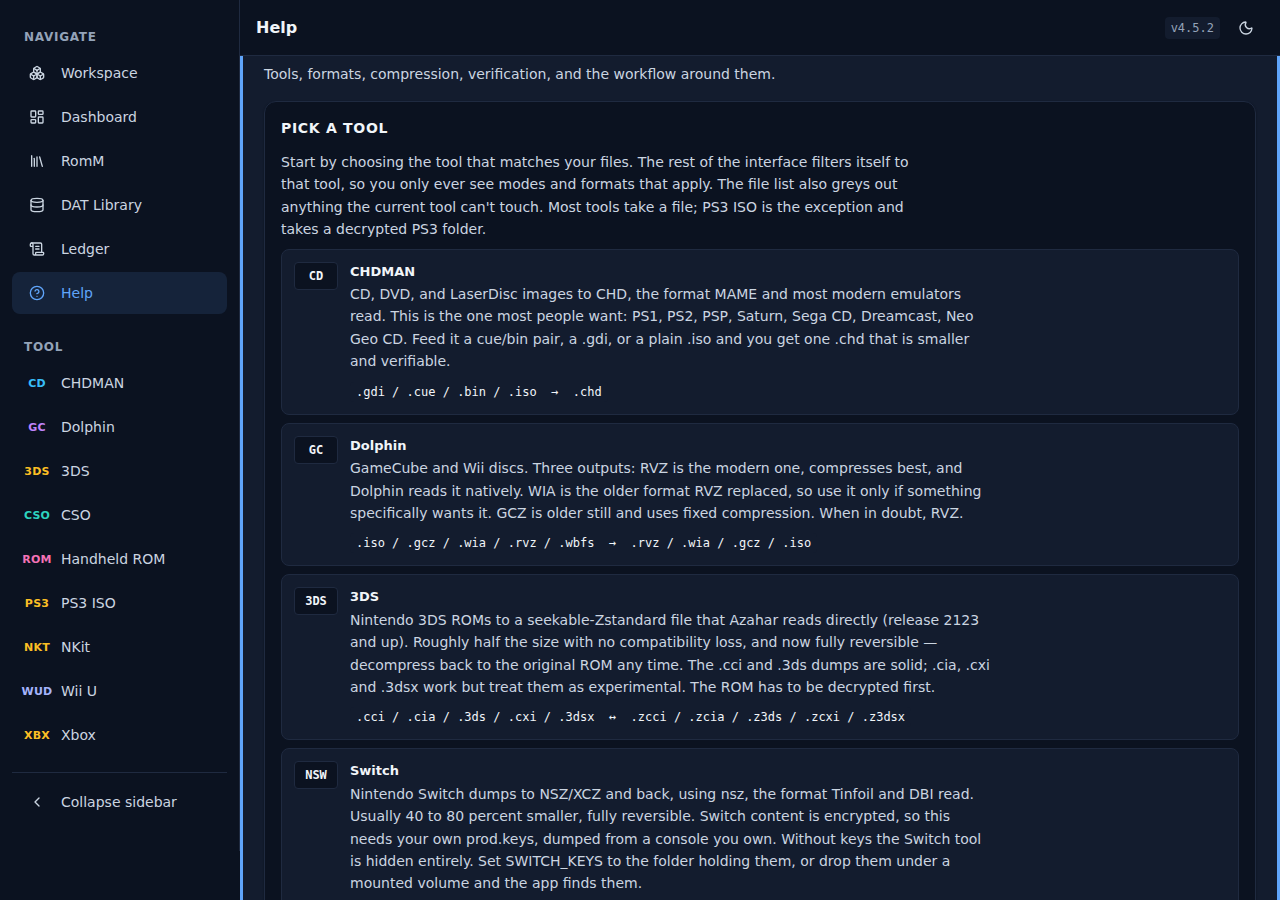 NAVIGATE
Workspace
Dashboard
RomM
DAT Library
Ledger
Help
TOOL
CD CHDMAN
GC Dolphin
3DS 3DS
CSO CSO
ROM Handheld ROM
PS3 PS3 ISO
NKT NKit
WUD Wii U
XBX Xbox
Collapse sidebar
Help
v4.5.2
Tools, formats, compression, verification, and the workflow around them.
PICK A TOOL
Start by choosing the tool that matches your files. The rest of the interface filters itself to
that tool, so you only ever see modes and formats that apply. The file list also greys out
anything the current tool can't touch. Most tools take a file; PS3 ISO is the exception and
takes a decrypted PS3 folder.
CD CHDMAN
CD, DVD, and LaserDisc images to CHD, the format MAME and most modern emulators
read. This is the one most people want: PS1, PS2, PSP, Saturn, Sega CD, Dreamcast, Neo
Geo CD. Feed it a cue/bin pair, a .gdi, or a plain .iso and you get one .chd that is smaller
and verifiable.
.gdi / .cue / .bin / .iso → .chd
GC Dolphin
GameCube and Wii discs. Three outputs: RVZ is the modern one, compresses best, and
Dolphin reads it natively. WIA is the older format RVZ replaced, so use it only if something
specifically wants it. GCZ is older still and uses fixed compression. When in doubt, RVZ.
.iso / .gcz / .wia / .rvz / .wbfs → .rvz / .wia / .gcz / .iso
3DS 3DS
Nintendo 3DS ROMs to a seekable-Zstandard file that Azahar reads directly (release 2123
and up). Roughly half the size with no compatibility loss, and now fully reversible —
decompress back to the original ROM any time. The .cci and .3ds dumps are solid; .cia, .cxi
and .3dsx work but treat them as experimental. The ROM has to be decrypted first.
.cci / .cia / .3ds / .cxi / .3dsx ↔ .zcci / .zcia / .z3ds / .zcxi / .z3dsx
NSW Switch
Nintendo Switch dumps to NSZ/XCZ and back, using nsz, the format Tinfoil and DBI read.
Usually 40 to 80 percent smaller, fully reversible. Switch content is encrypted, so this
needs your own prod.keys, dumped from a console you own. Without keys the Switch tool
is hidden entirely. Set SWITCH_KEYS to the folder holding them, or drop them under a
mounted volume and the app finds them.